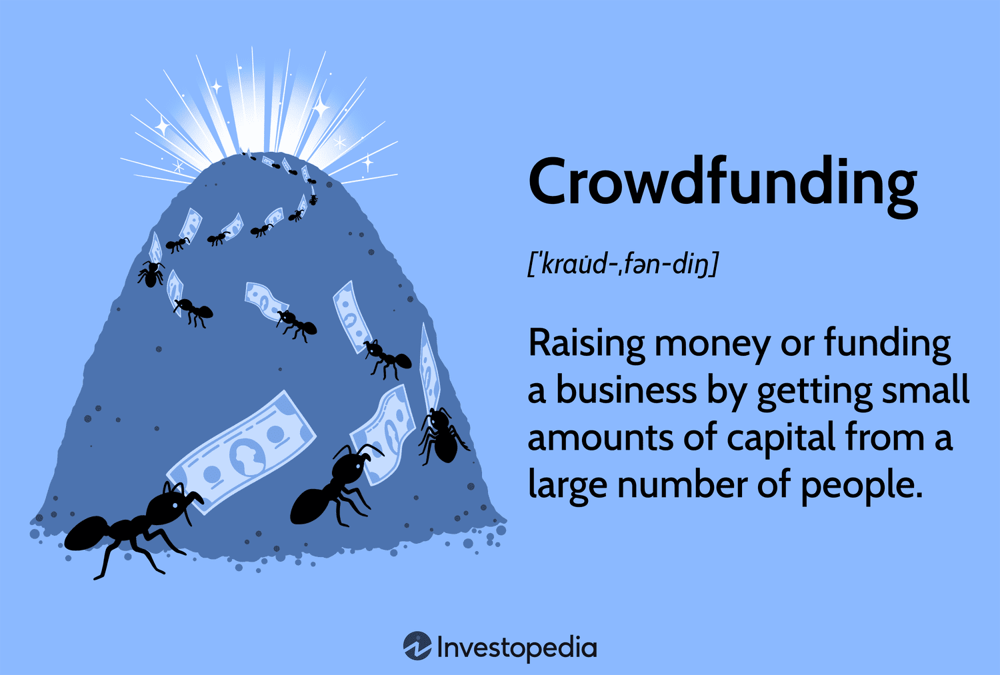 Crowdfunding
[ˈkrau̇d-ˌfən-diŋ]
Raising money or funding
a business by getting small
amounts of capital from a
large number of people.
Investopedia